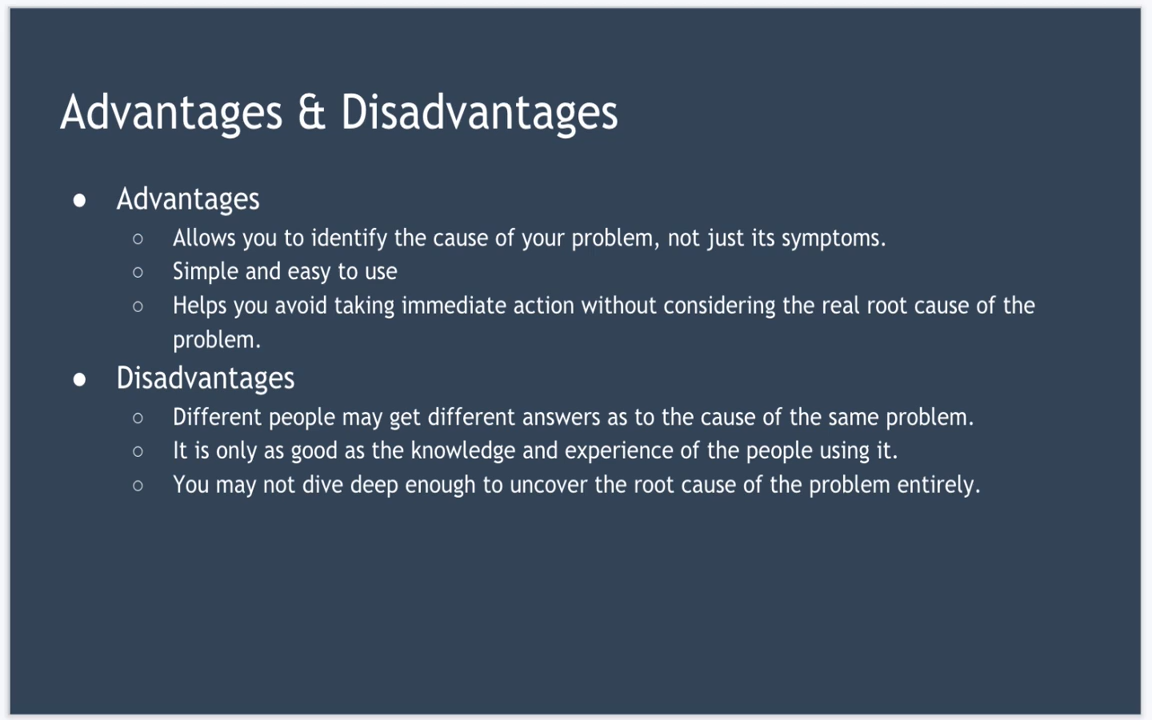 Advantages & Disadvantages
● Advantages
○ Allows you to identify the cause of your problem, not just its symptoms.
○ Simple and easy to use
○ Helps you avoid taking immediate action without considering the real root cause of the
problem.
● Disadvantages
○ Different people may get different answers as to the cause of the same problem.
○ It is only as good as the knowledge and experience of the people using it.
○ You may not dive deep enough to uncover the root cause of the problem entirely.